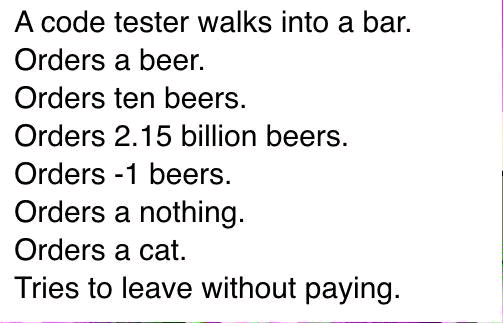 A code tester walks into a bar.
Orders a beer.
Orders ten beers.
Orders 2.15 billion beers.
Orders -1 beers.
Orders a nothing.
Orders a cat.
Tries to leave without paying.